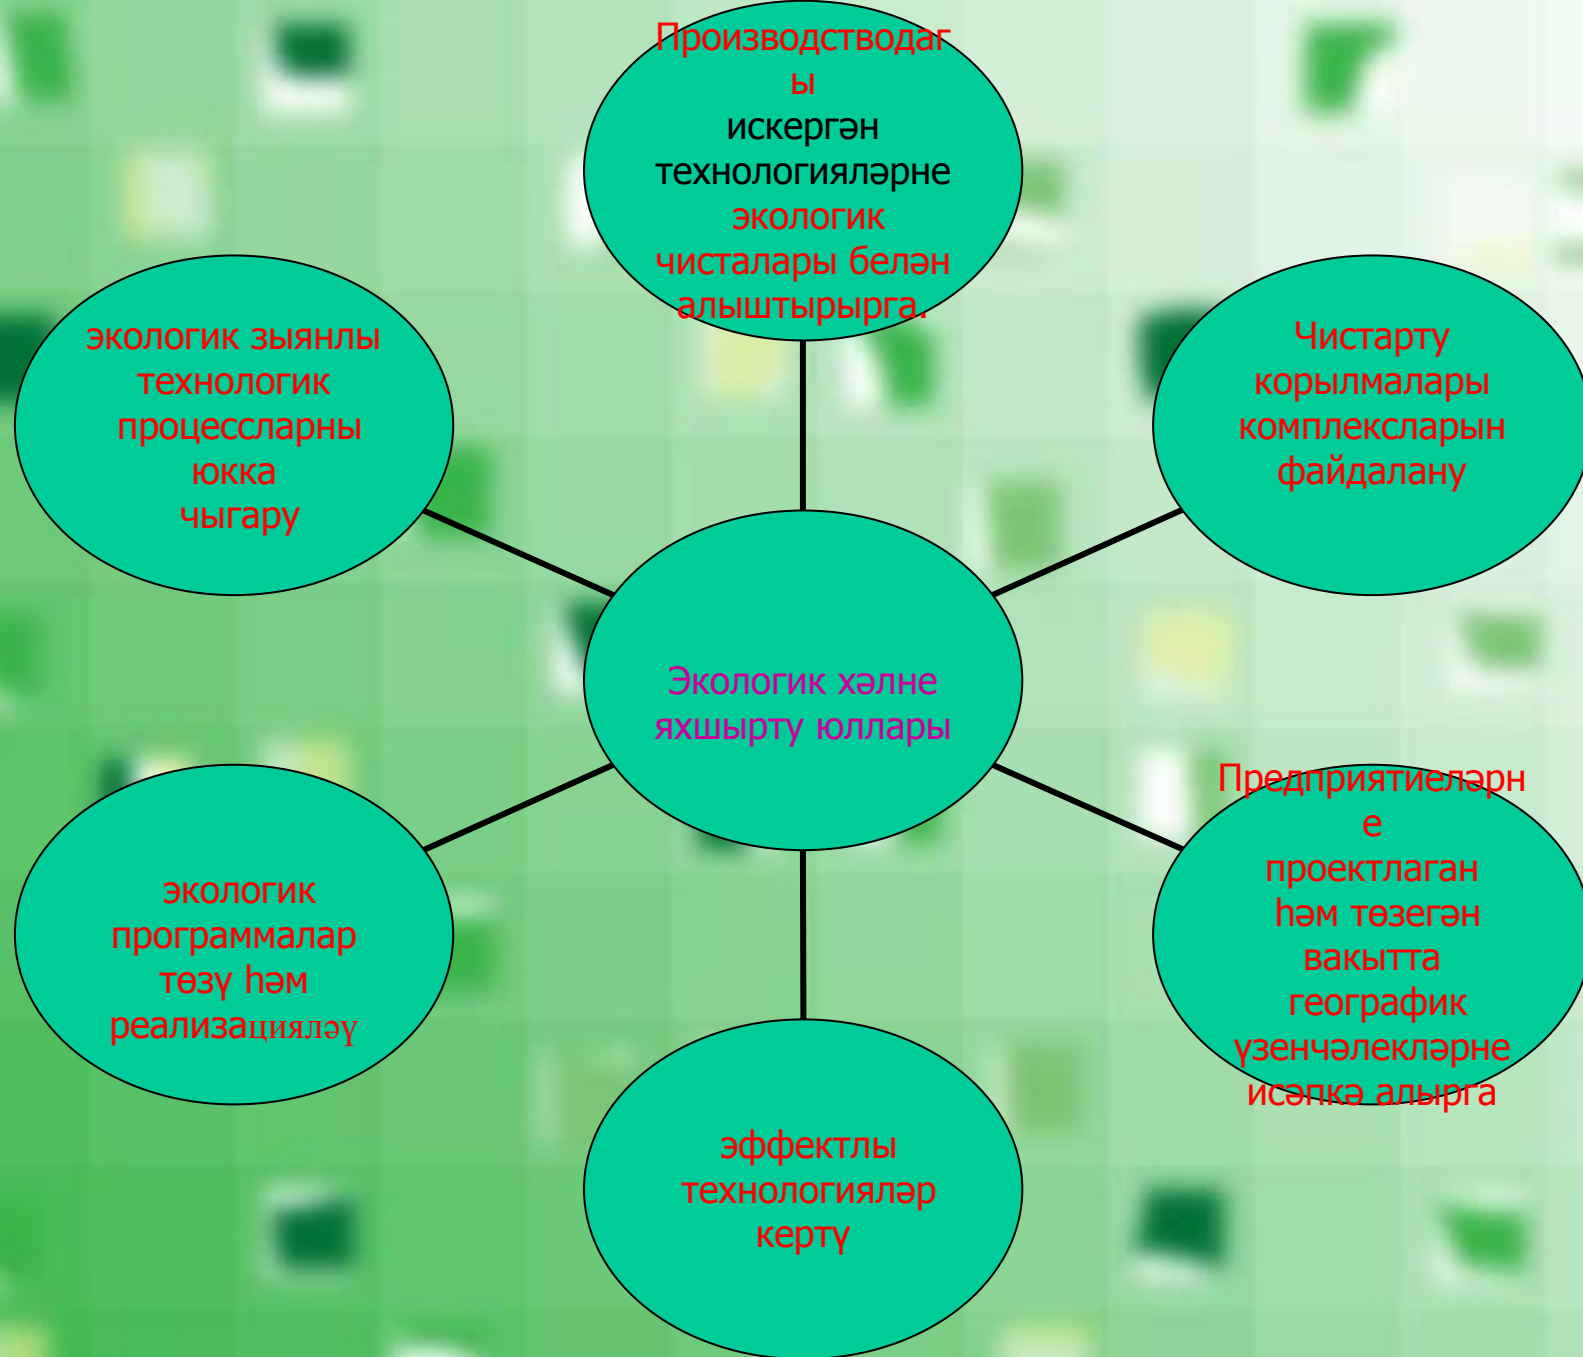 Производстводаг
ы
искергән
технологияләрне
экологик
чисталары белән
алыштырырга.
экологик зыянлы
технологик
процессларны
юкка
чыгару
Чистарту
корылмалары
комплексларын
файдалану
Экологик хәлне
яхшырту юллары
экологик
программалар
төзү һәм
реализацияләү
Предприятиеләрн
е
проектлаган
һәм төзегән
вакытта
географик
үзенчәлекләрне
исәпкә алырга
эффектлы
технологияләр
кертү